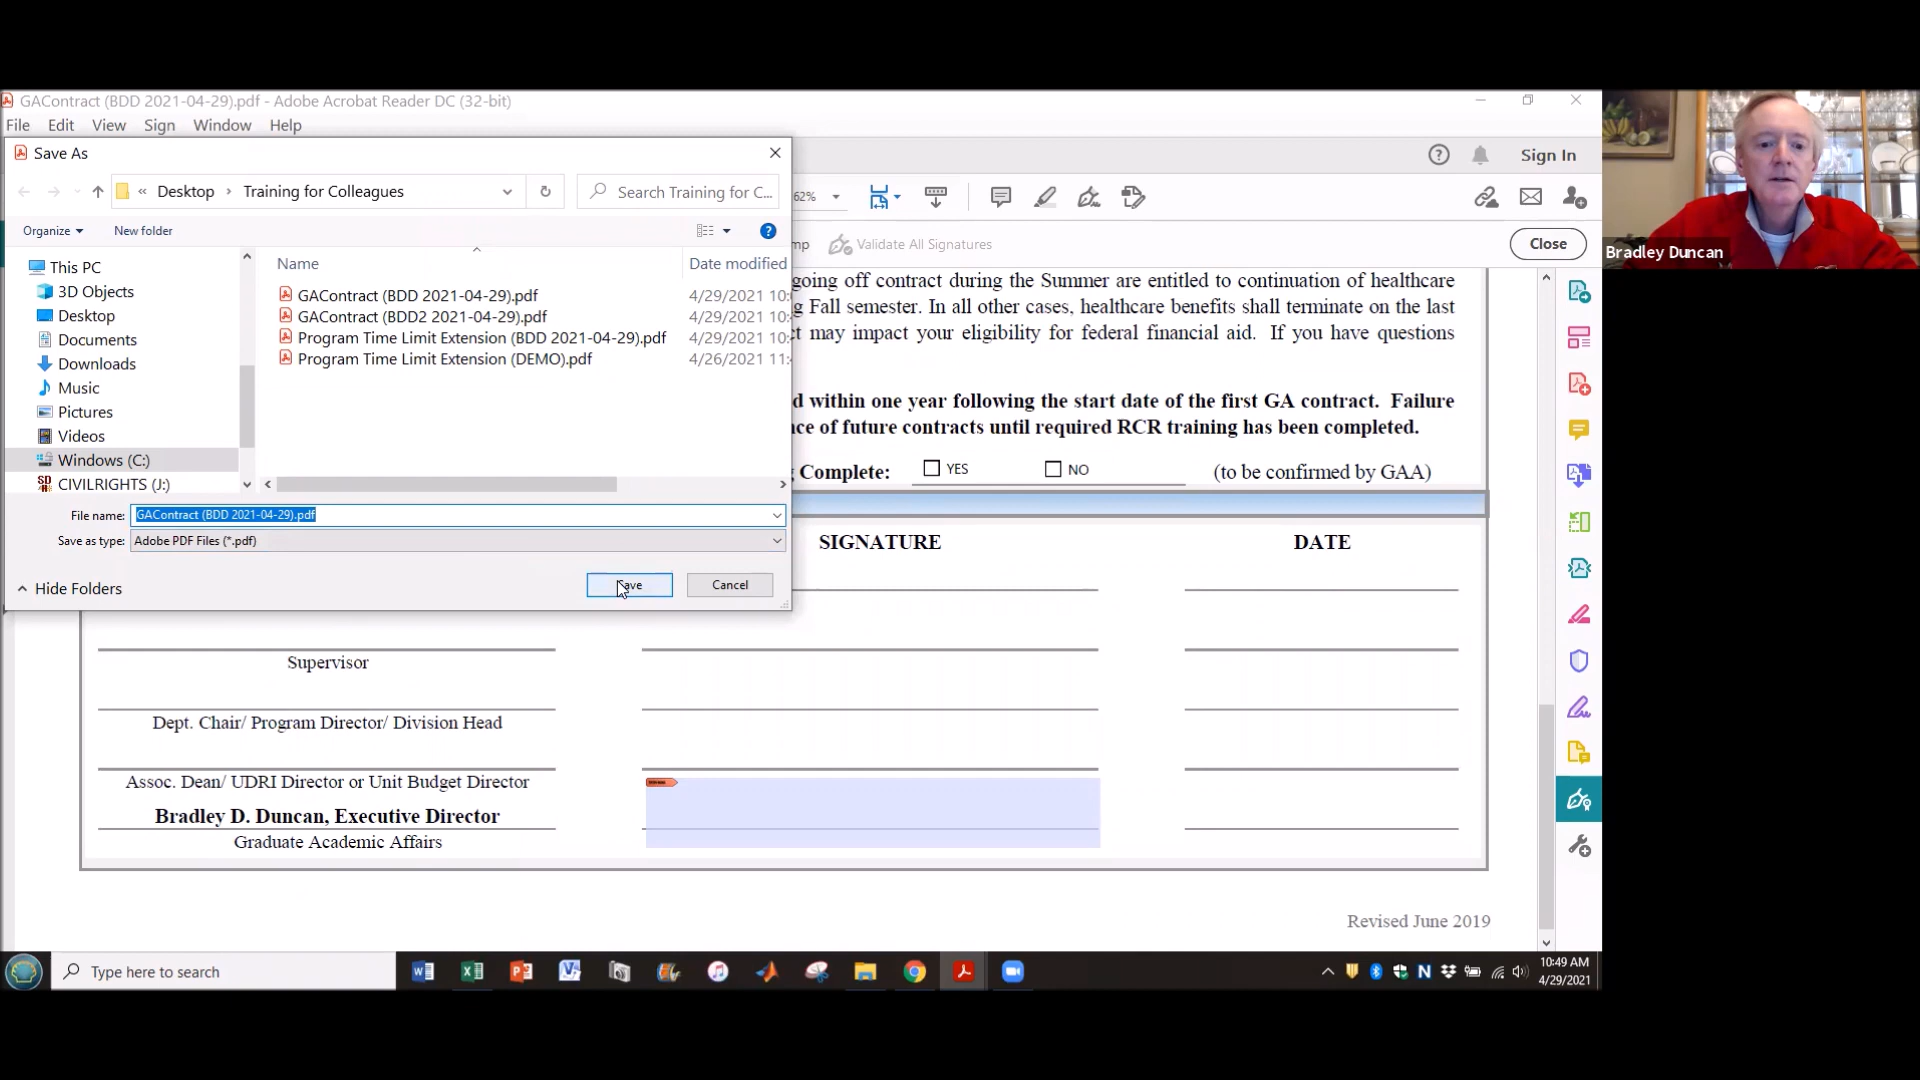 GAContract (BDD 2021-04-29).pdf - Adobe Acrobat Reader DC (32-bit)
File Edit View Sign Window Help
Save As
Sign In
« Desktop › Training for Colleagues
Search Training for C...
62%
Organize
New folder
Validate All Signatures
Close
Bradley Duncan
This PC
3D Objects
Desktop
Documents
Downloads
Music
Pictures
Videos
Windows (C:)
CIVILRIGHTS (J:)
Name Date modified
GAContract (BDD 2021-04-29).pdf 4/29/2021 10:
GAContract (BDD2 2021-04-29).pdf 4/29/2021 10:
Program Time Limit Extension (BDD 2021-04-29).pdf 4/29/2021 10:
Program Time Limit Extension (DEMO).pdf 4/26/2021 11:
going off contract during the Summer are entitled to continuation of healthcare
g Fall semester. In all other cases, healthcare benefits shall terminate on the last
ct may impact your eligibility for federal financial aid. If you have questions
d within one year following the start date of the first GA contract. Failure
ce of future contracts until required RCR training has been completed.
g Complete: YES NO (to be confirmed by GAA)
File name: GAContract (BDD 2021-04-29).pdf
Save as type: Adobe PDF Files (*.pdf)
Hide Folders
Save Cancel
SIGNATURE DATE
Supervisor
Dept. Chair/ Program Director/ Division Head
Assoc. Dean/ UDRI Director or Unit Budget Director
Bradley D. Duncan, Executive Director
Graduate Academic Affairs
Revised June 2019
Type here to search
10:49 AM
4/29/2021